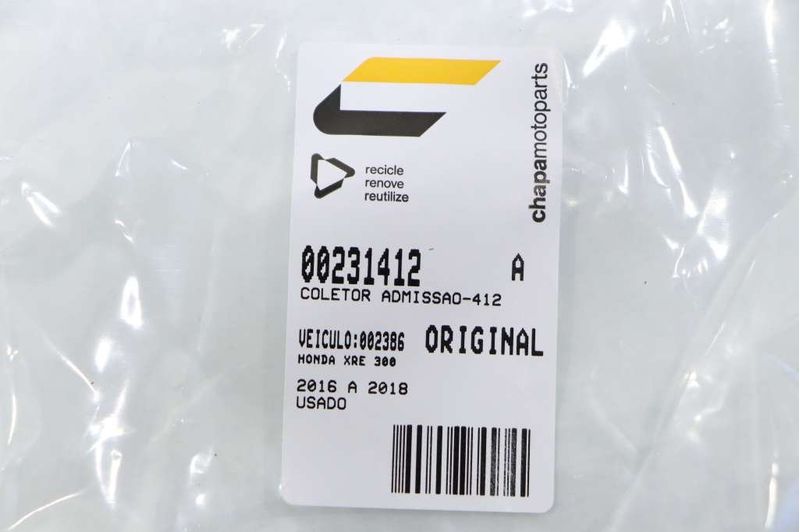 chapamotoparts
recicle
renove
reutilize
00231412 A
COLETOR ADMISSAO-412
VEICULO:002386 ORIGINAL
HONDA XRE 300
2016 A 2018
USADO